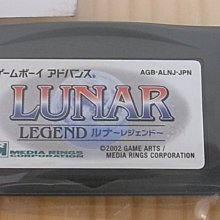 ゲームボーイ アドバンス
AGB-ALNJ-JPN
LUNAR
LEGEND ルナ〜レジェンド〜
©2002 GAME ARTS/
MEDIA RINGS CORPORATION
MEDIA RINGS
CORPORATION